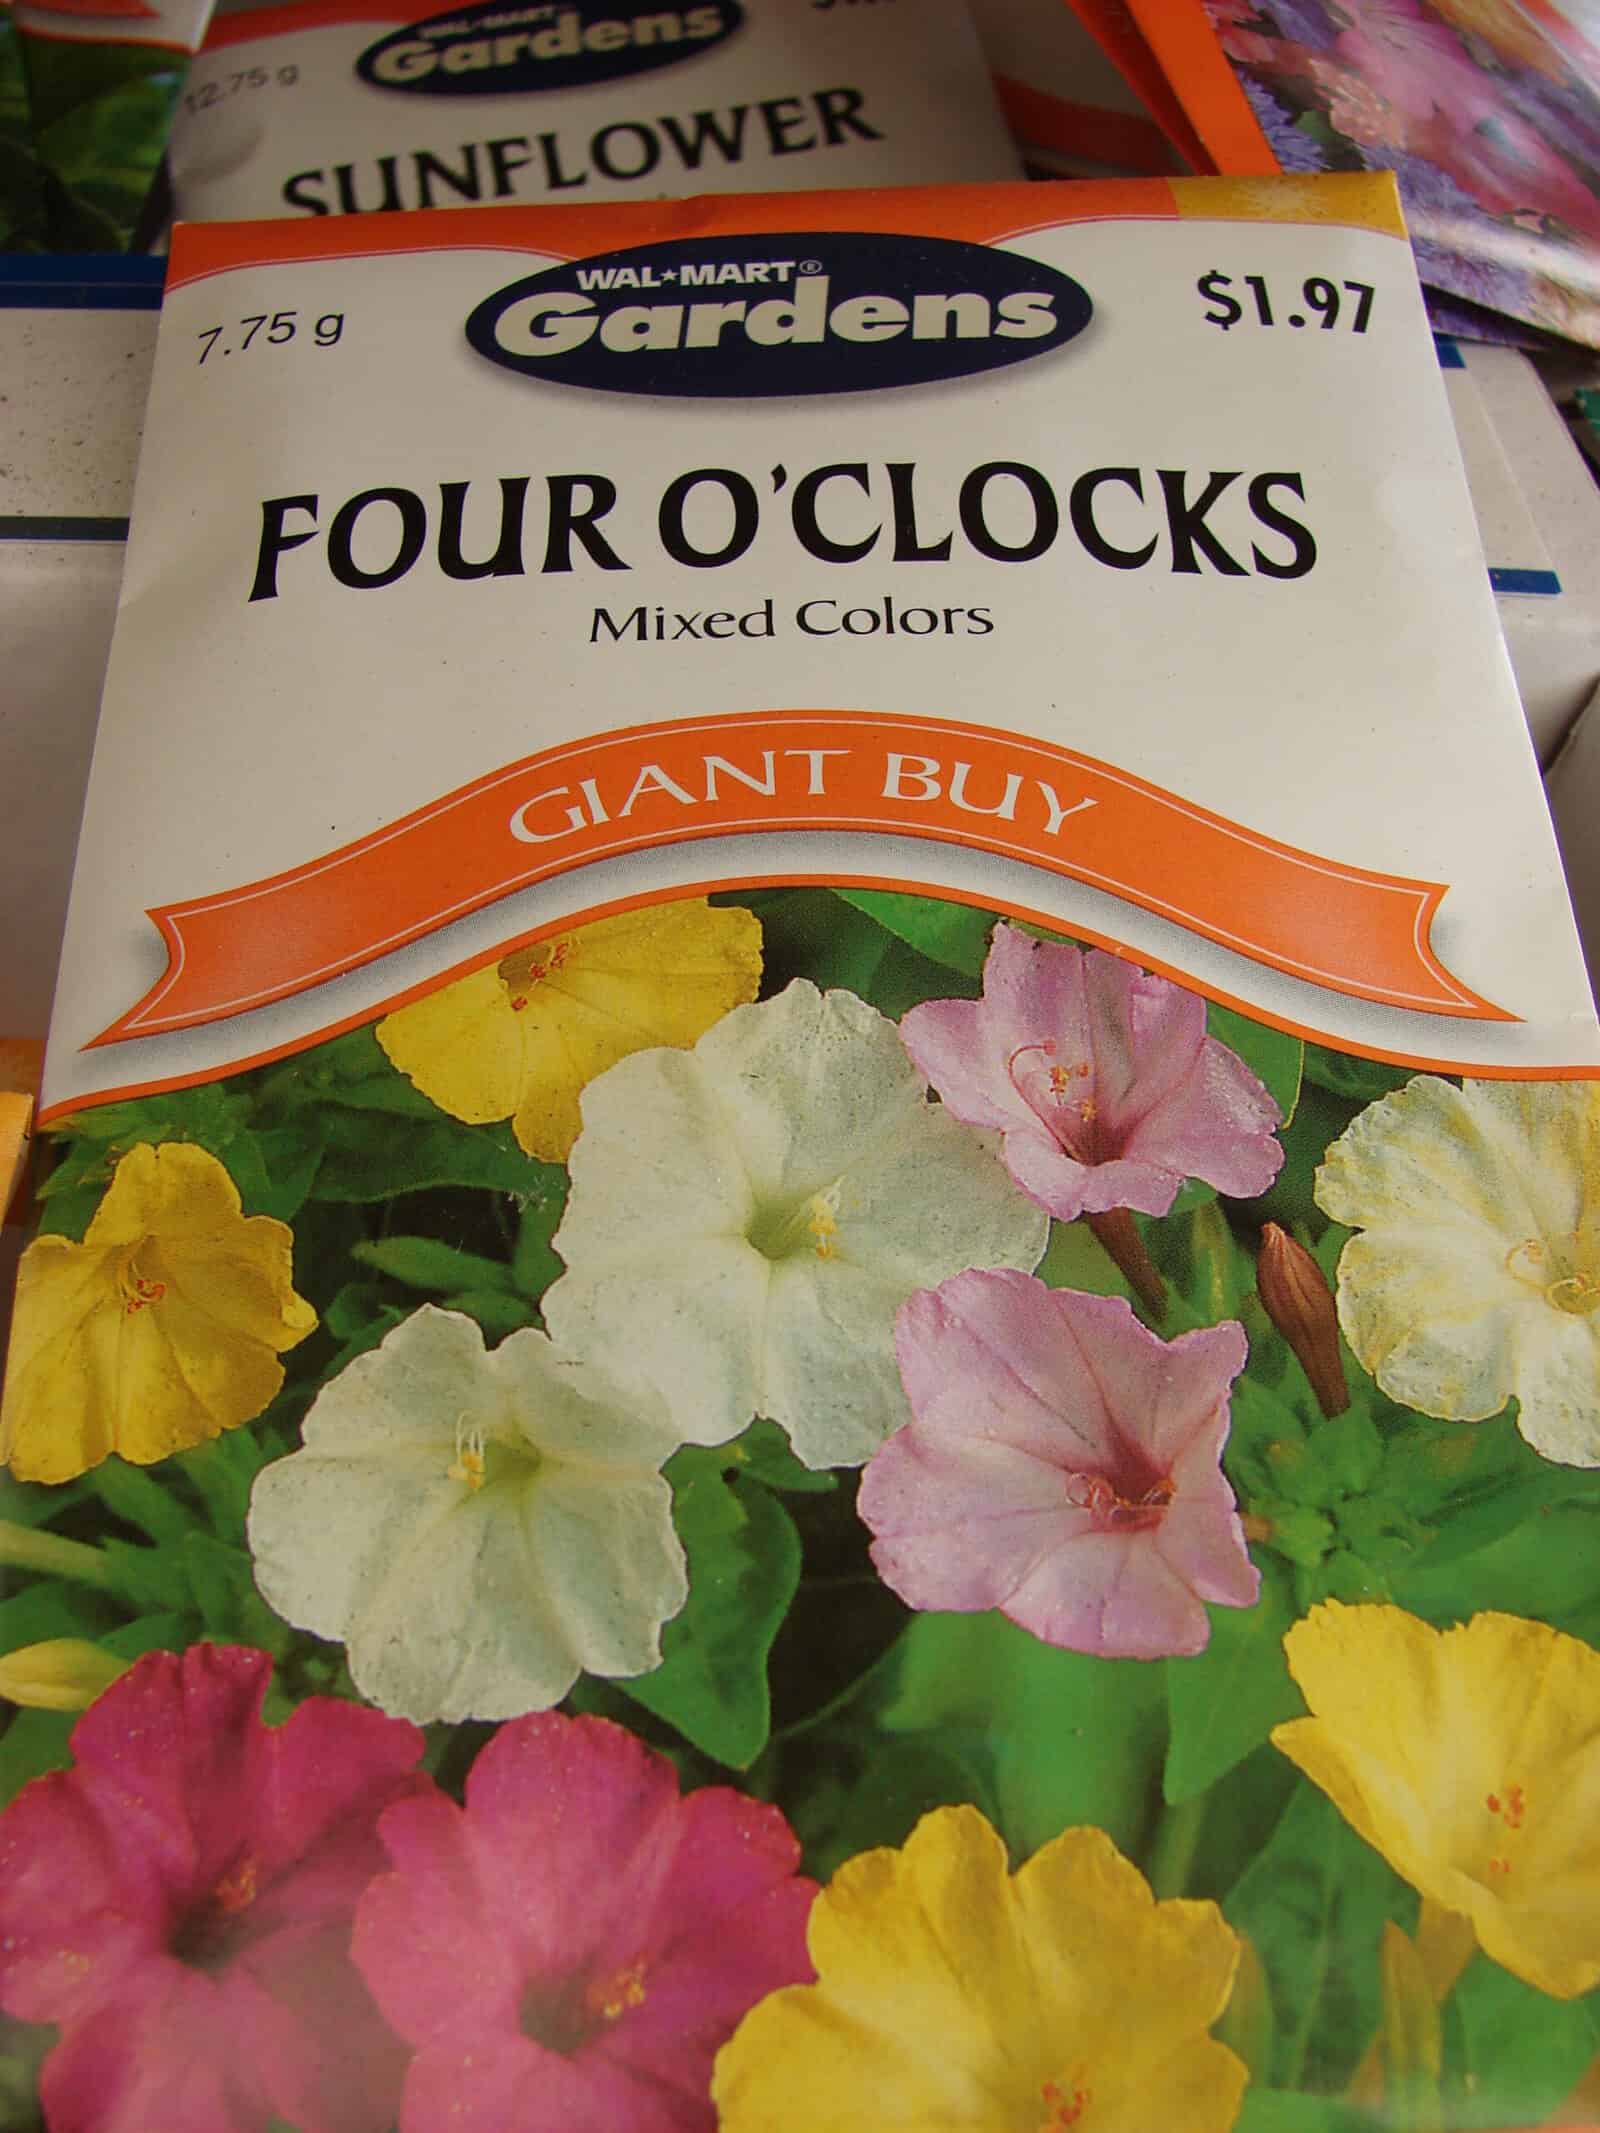 WAL-MART
Gardens
12.75 g
SUNFLOWER
WAL★MART®
Gardens
7.75 g
$1.97
FOUR O'CLOCKS
Mixed Colors
GIANT BUY